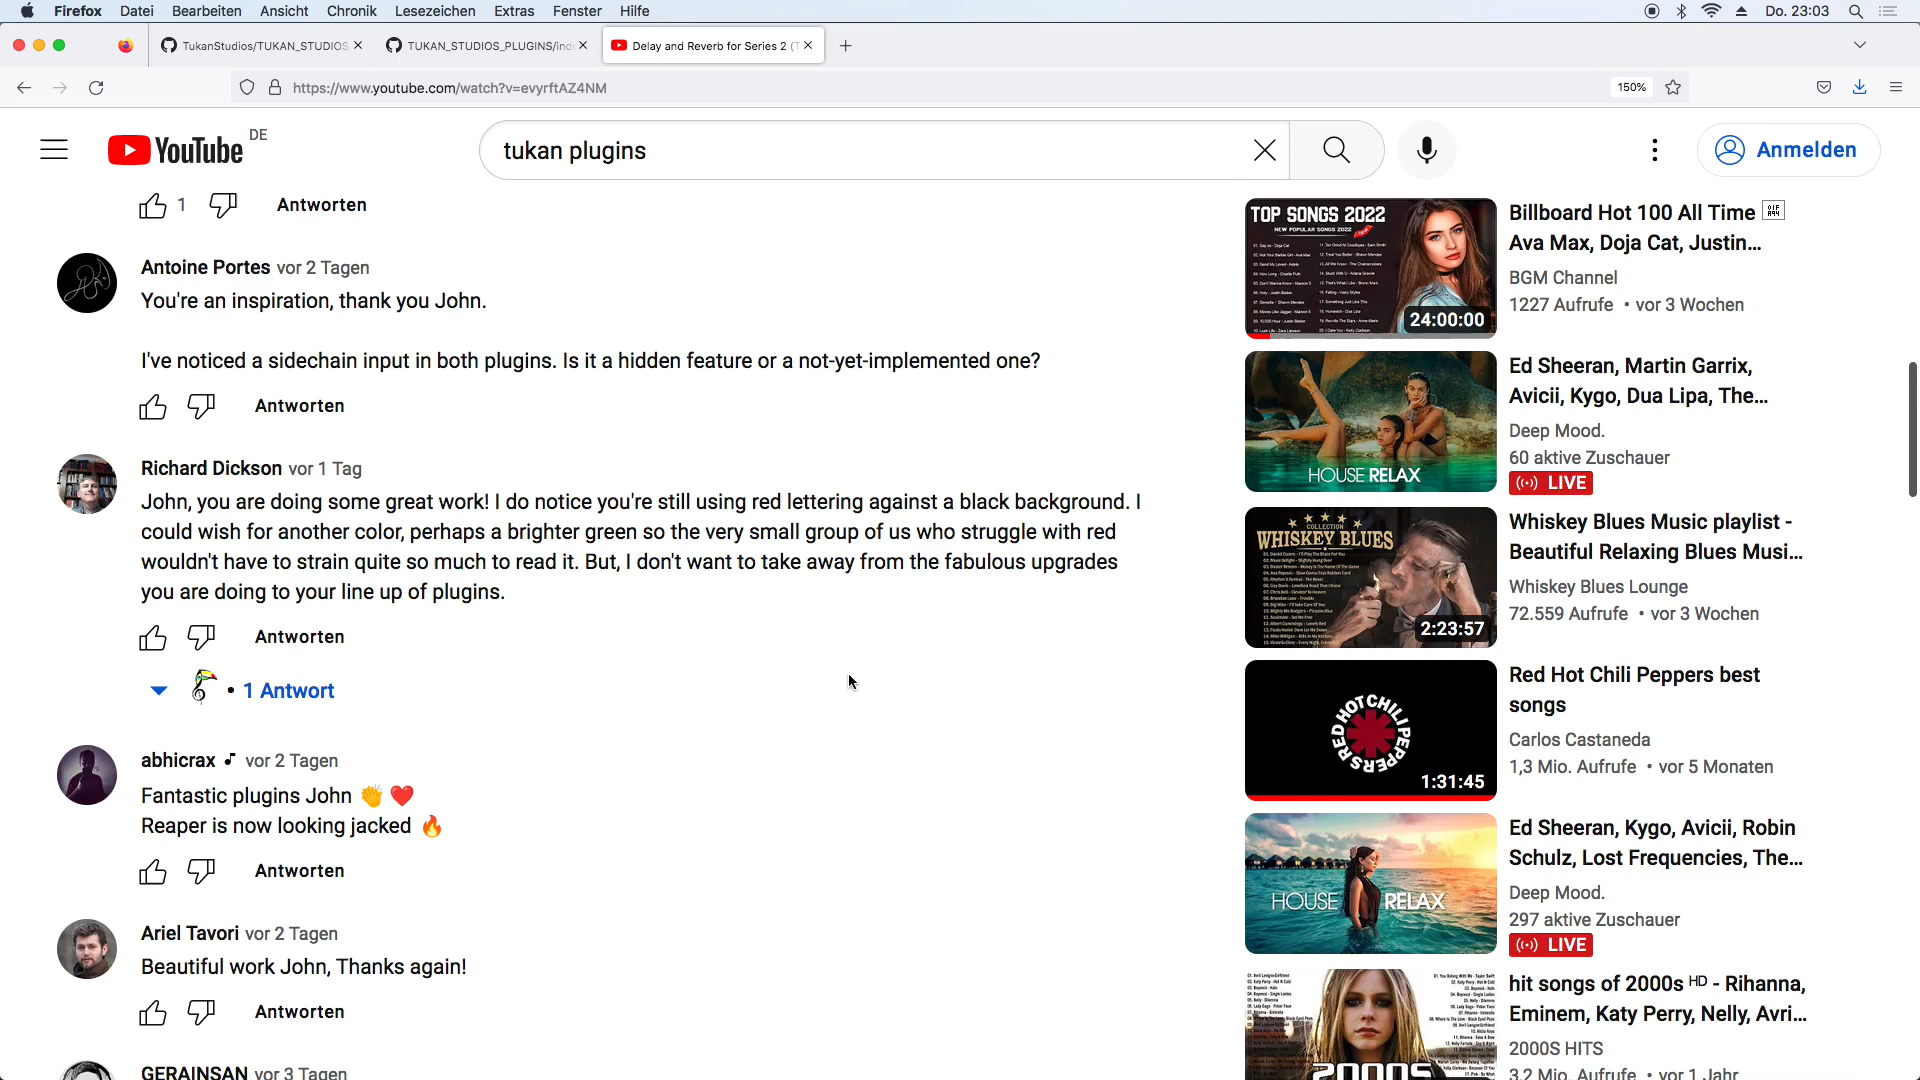 Firefox Datei Bearbeiten Ansicht Chronik Lesezeichen Extras Fenster Hilfe
Do. 23:03
TukanStudios/TUKAN_STUDIOS
TUKAN_STUDIOS_PLUGINS/ind
Delay and Reverb for Series 2 (T
https://www.youtube.com/watch?v=evyrftAZ4NM
150%
YouTube DE
tukan plugins
Anmelden
1 Antworten
Antoine Portes vor 2 Tagen
You're an inspiration, thank you John.
I've noticed a sidechain input in both plugins. Is it a hidden feature or a not-yet-implemented one?
Antworten
Richard Dickson vor 1 Tag
John, you are doing some great work! I do notice you're still using red lettering against a black background. I
could wish for another color, perhaps a brighter green so the very small group of us who struggle with red
wouldn't have to strain quite so much to read it. But, I don't want to take away from the fabulous upgrades
you are doing to your line up of plugins.
Antworten
• 1 Antwort
abhicrax vor 2 Tagen
Fantastic plugins John 👏 ❤️
Reaper is now looking jacked 🔥
Antworten
Ariel Tavori vor 2 Tagen
Beautiful work John, Thanks again!
Antworten
GERAINSAN vor 3 Tagen
TOP SONGS 2022
NEW POPULAR SONGS 2022
24:00:00
Billboard Hot 100 All Time
Ava Max, Doja Cat, Justin...
BGM Channel
1227 Aufrufe • vor 3 Wochen
HOUSE RELAX
Ed Sheeran, Martin Garrix,
Avicii, Kygo, Dua Lipa, The...
Deep Mood.
60 aktive Zuschauer
LIVE
COLLECTION
WHISKEY BLUES
2:23:57
Whiskey Blues Music playlist -
Beautiful Relaxing Blues Musi...
Whiskey Blues Lounge
72.559 Aufrufe • vor 3 Wochen
RED HOT CHILI PEPPERS
1:31:45
Red Hot Chili Peppers best
songs
Carlos Castaneda
1,3 Mio. Aufrufe • vor 5 Monaten
HOUSE RELAX
Ed Sheeran, Kygo, Avicii, Robin
Schulz, Lost Frequencies, The...
Deep Mood.
297 aktive Zuschauer
LIVE
2000S
hit songs of 2000s HD - Rihanna,
Eminem, Katy Perry, Nelly, Avri...
2000S HITS
3,2 Mio. Aufrufe • vor 1 Jahr